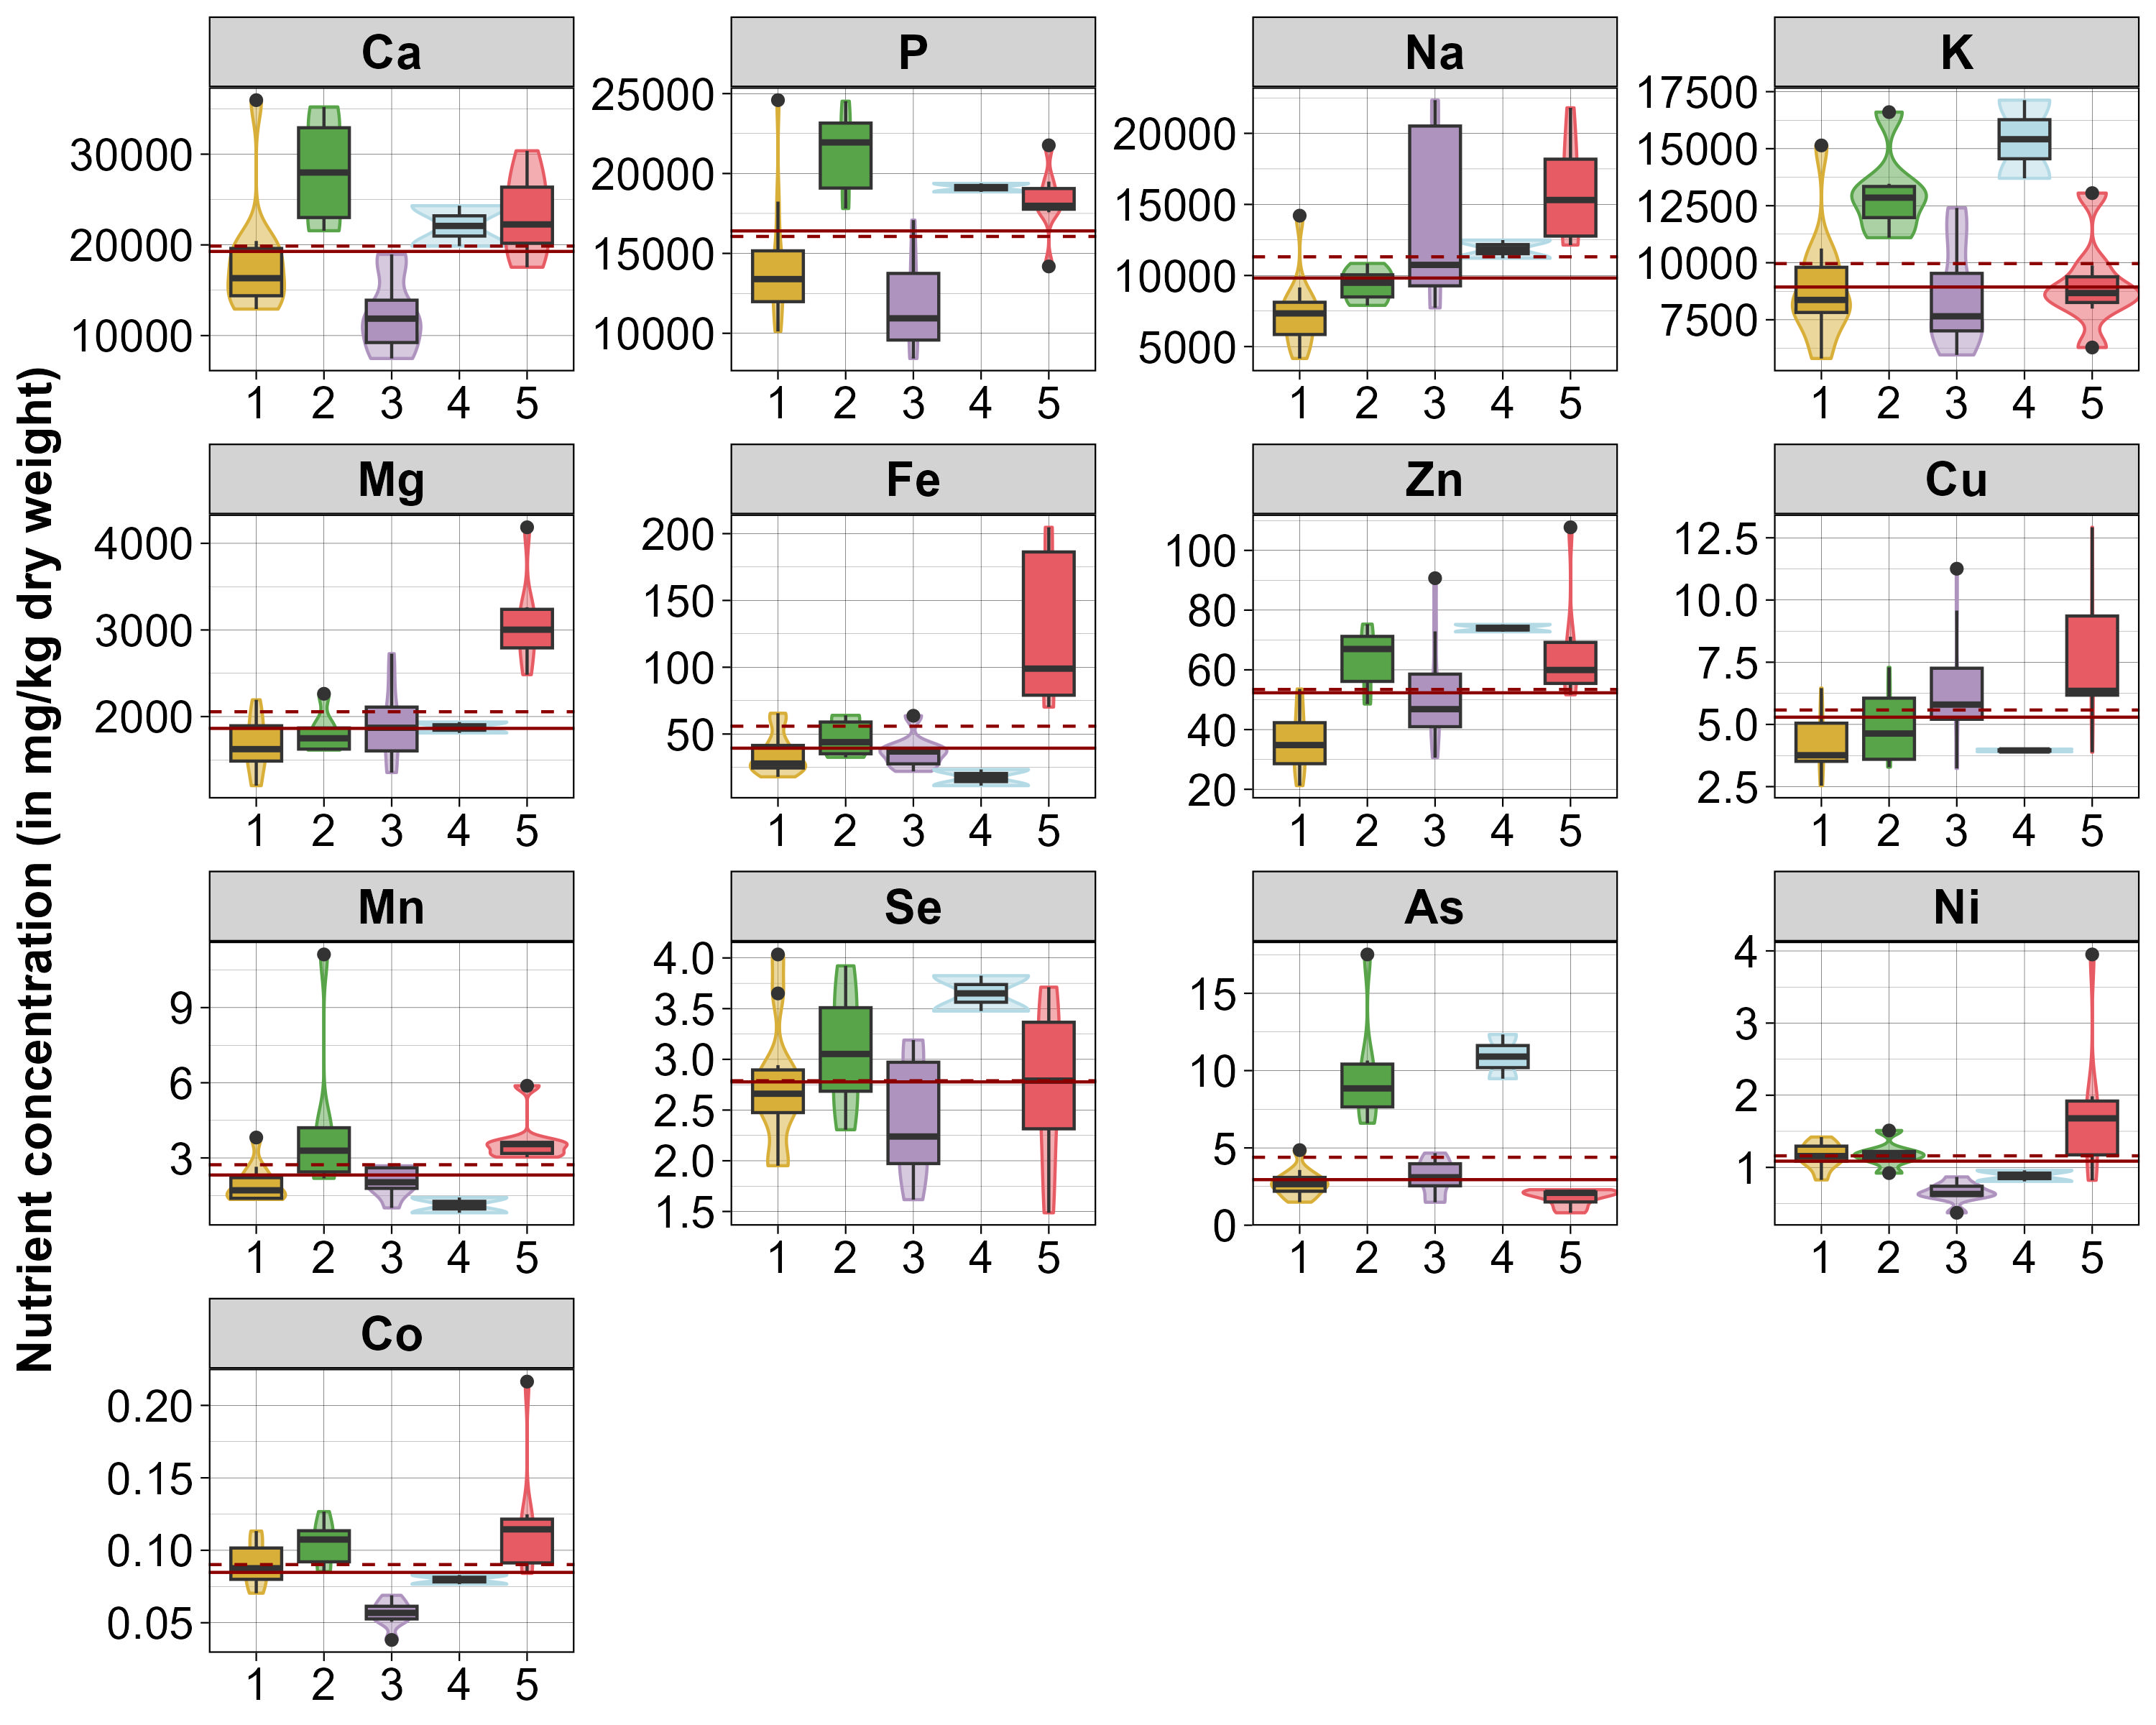 Nutrient concentration (in mg/kg dry weight)
Ca
30000
20000
10000
1 2 3 4 5
P
25000
20000
15000
10000
1 2 3 4 5
Na
20000
15000
10000
5000
1 2 3 4 5
K
17500
15000
12500
10000
7500
1 2 3 4 5
Mg
4000
3000
2000
1 2 3 4 5
Fe
200
150
100
50
1 2 3 4 5
Zn
100
80
60
40
20
1 2 3 4 5
Cu
12.5
10.0
7.5
5.0
2.5
1 2 3 4 5
Mn
9
6
3
1 2 3 4 5
Se
4.0
3.5
3.0
2.5
2.0
1.5
1 2 3 4 5
As
15
10
5
0
1 2 3 4 5
Ni
4
3
2
1
1 2 3 4 5
Co
0.20
0.15
0.10
0.05
1 2 3 4 5